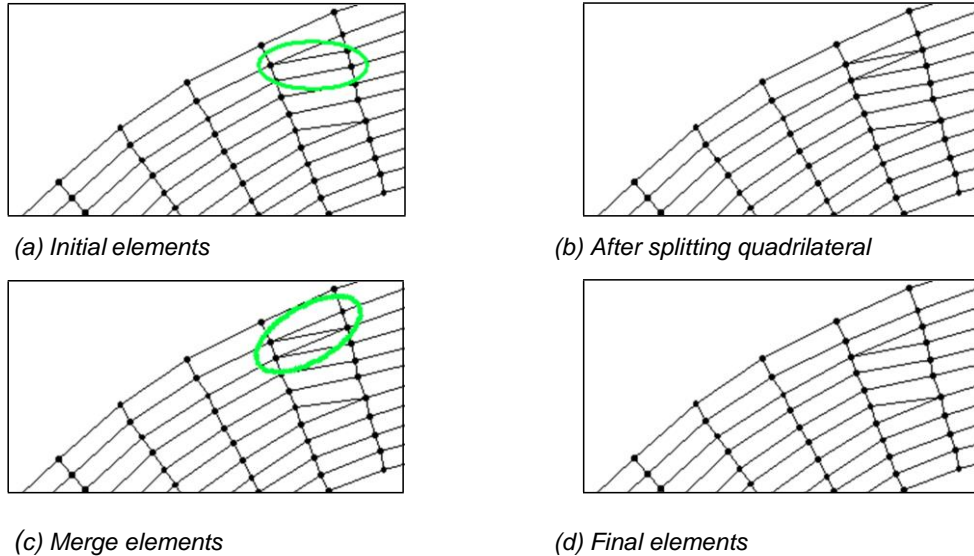 (a) Initial elements
(b) After splitting quadrilateral
(c) Merge elements
(d) Final elements